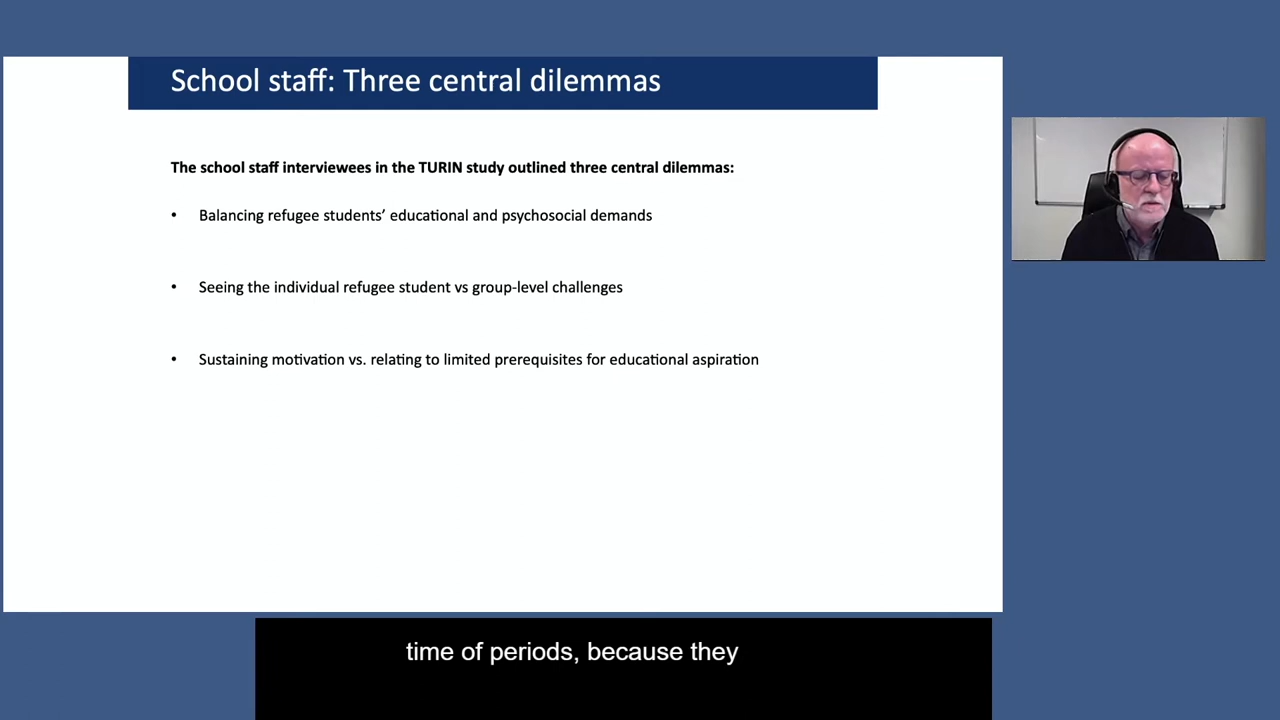 School staff: Three central dilemmas
The school staff interviewees in the TURIN study outlined three central dilemmas:
• Balancing refugee students’ educational and psychosocial demands
• Seeing the individual refugee student vs group-level challenges
• Sustaining motivation vs. relating to limited prerequisites for educational aspiration
time of periods, because they